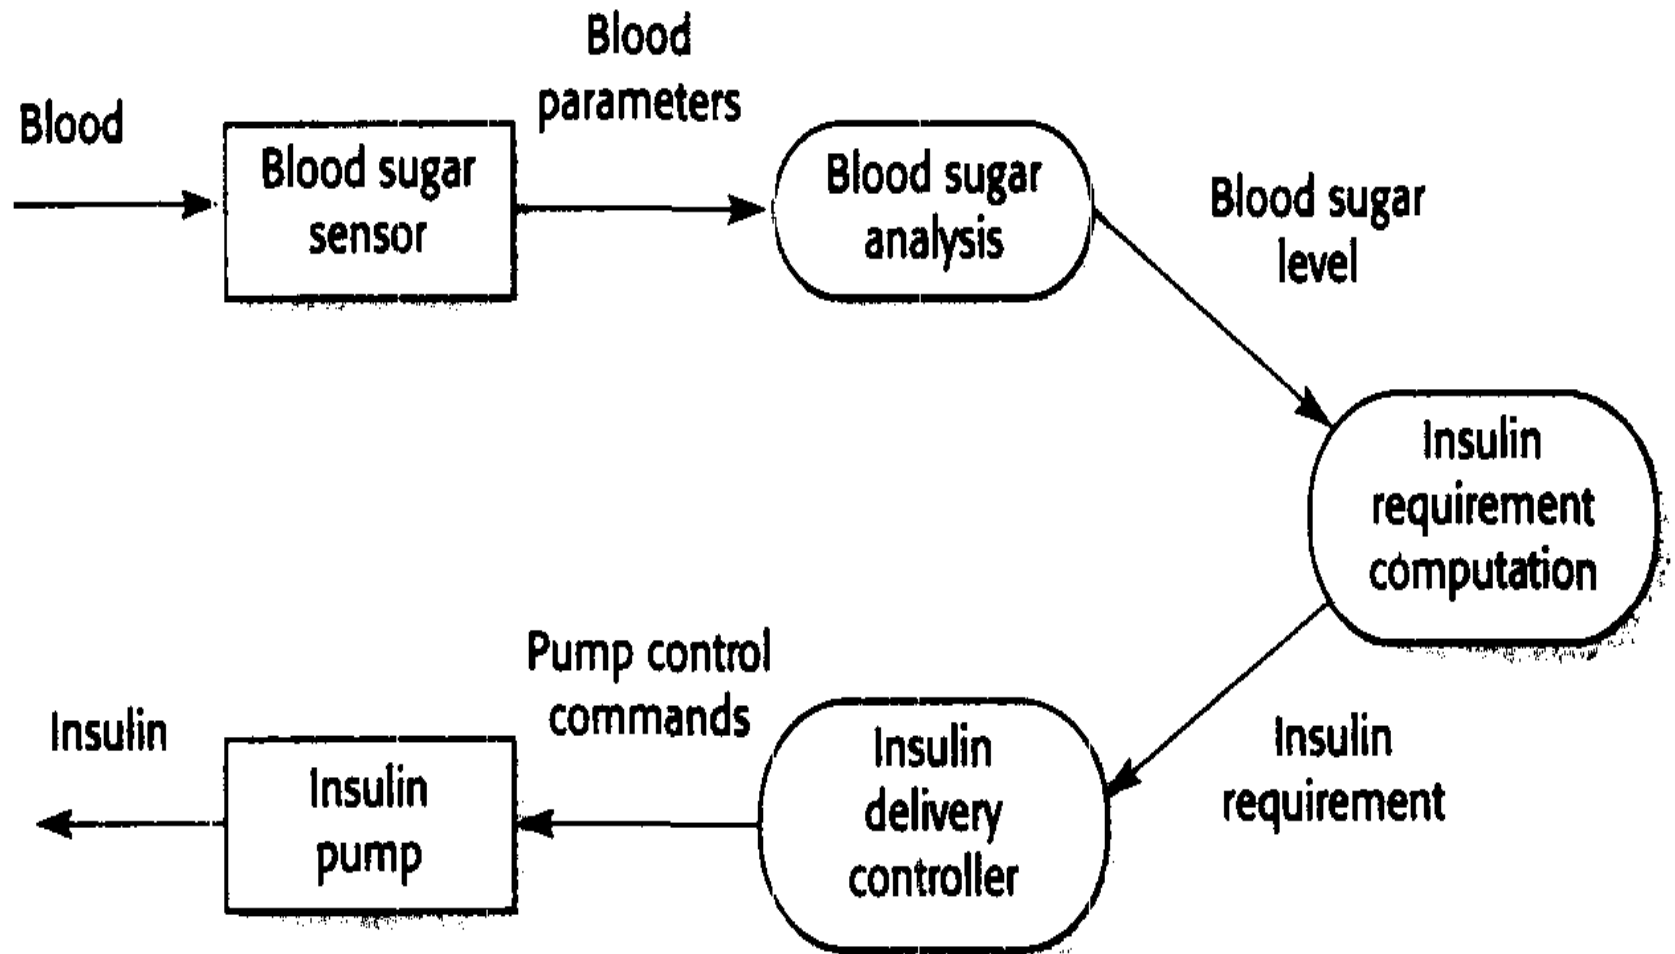 Blood
Blood sugar
sensor
Blood
parameters
Blood sugar
analysis
Blood sugar
level
Insulin
requirement
computation
Insulin
requirement
Insulin
delivery
controller
Pump control
commands
Insulin
pump
Insulin